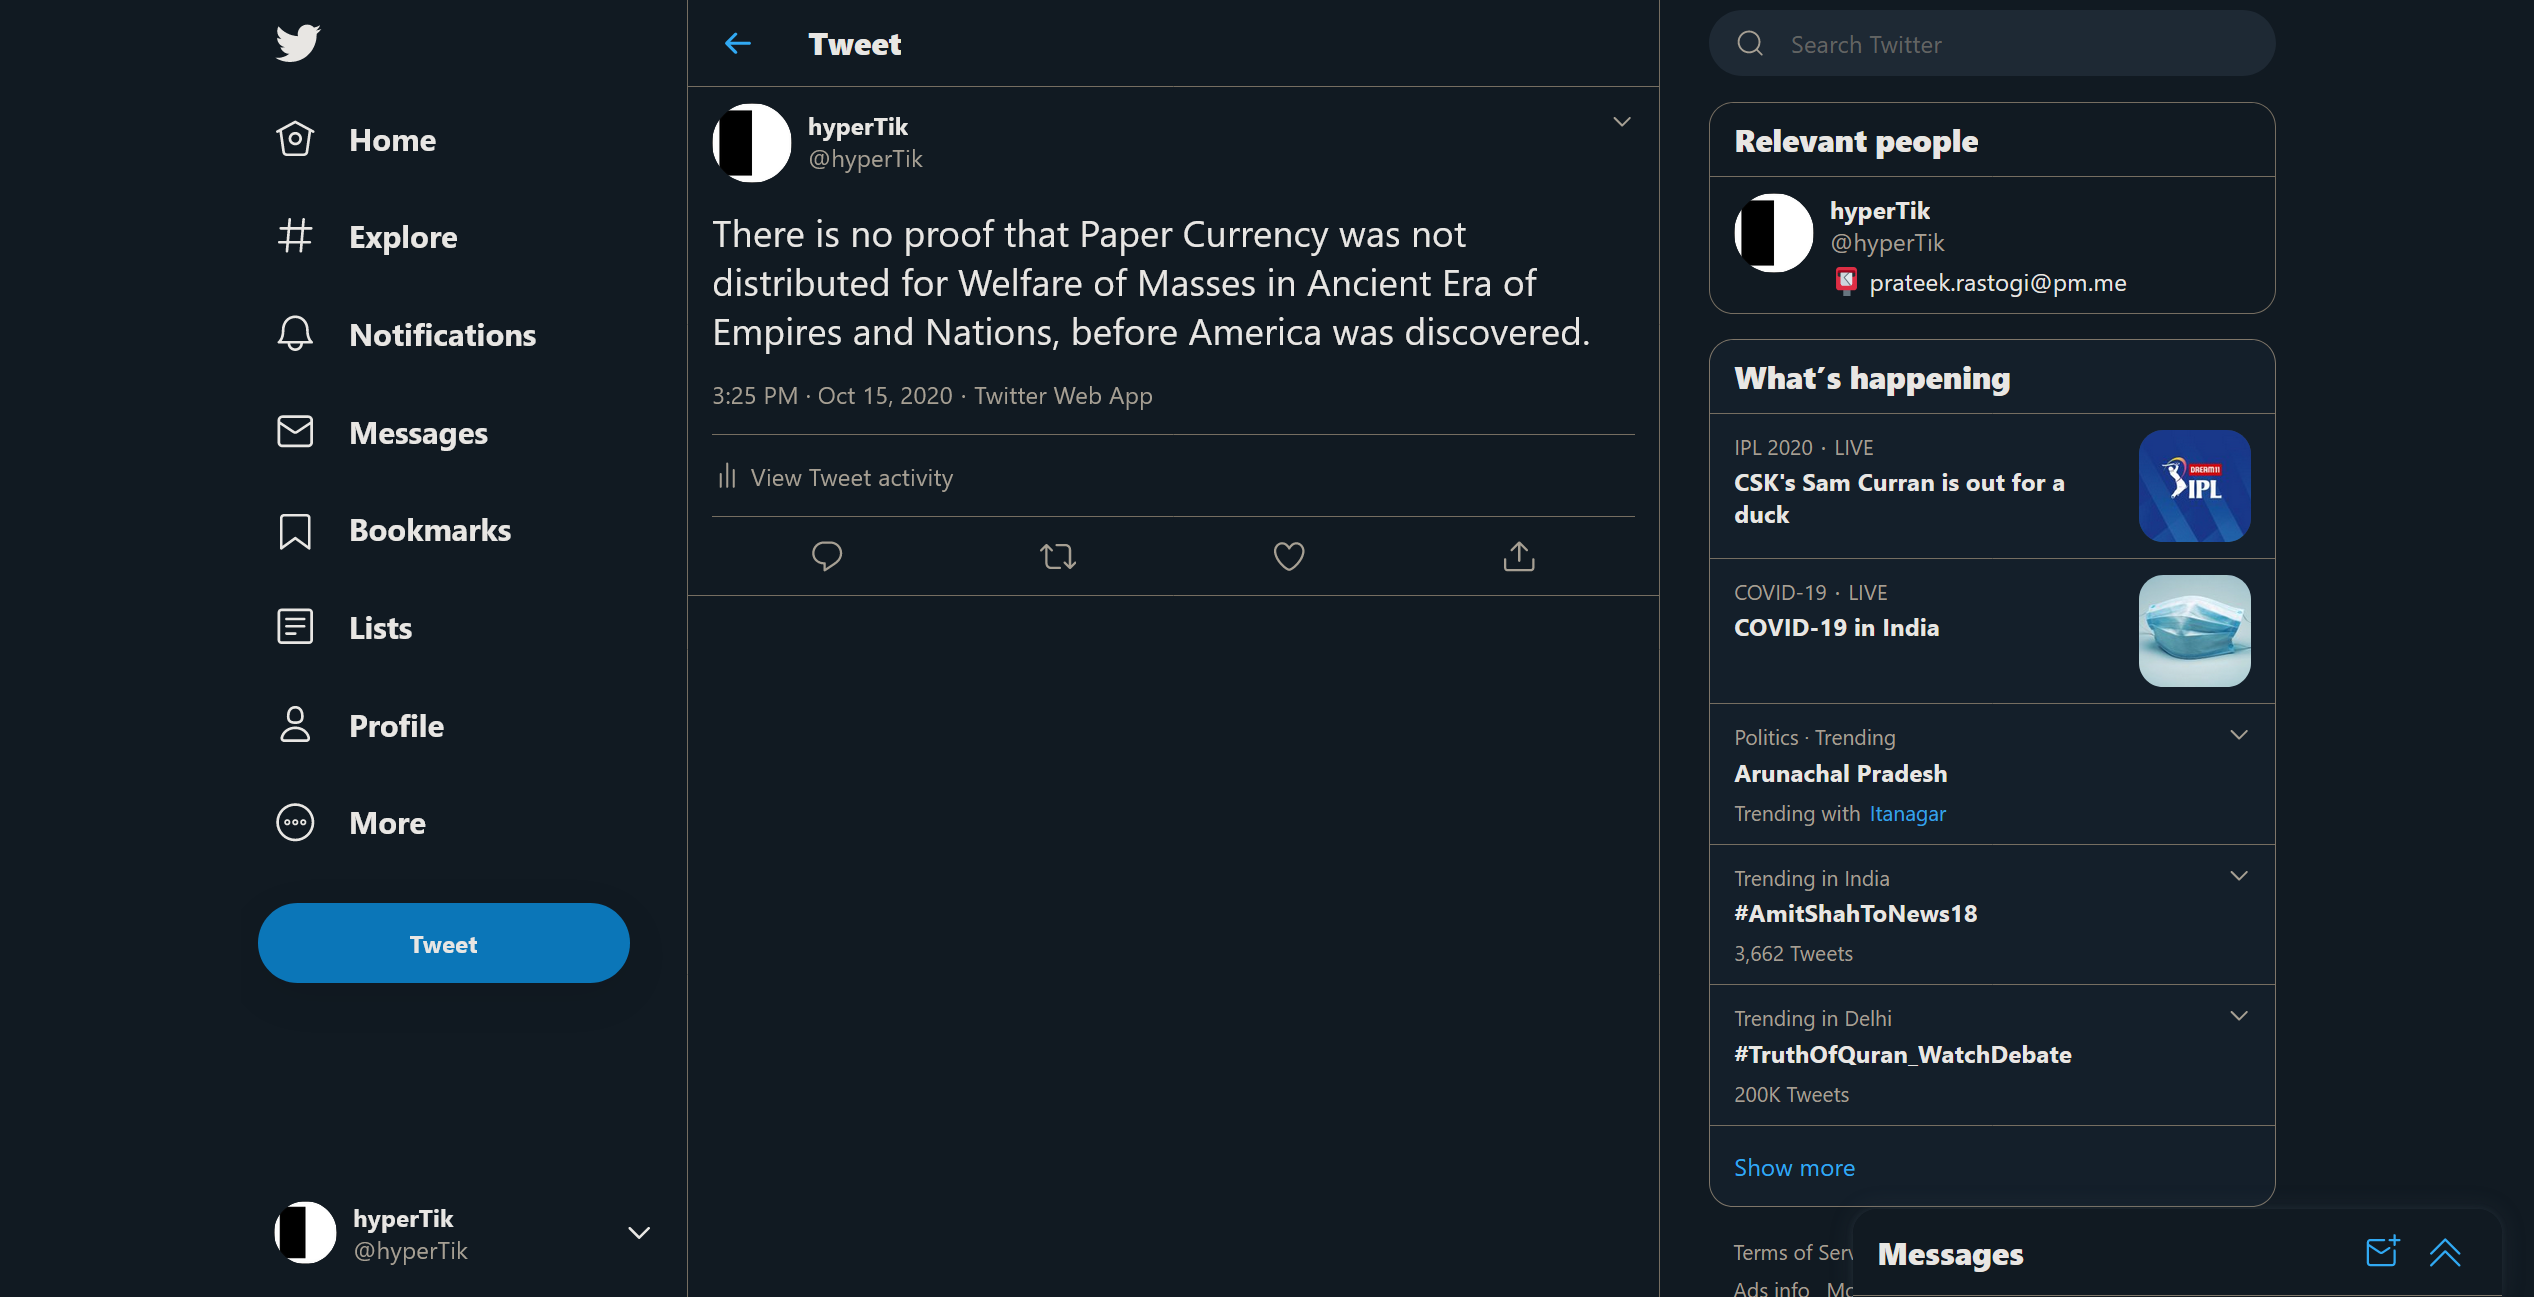 Home
Explore
Notifications
Messages
Bookmarks
Lists
Profile
More
Tweet
hyperTik
@hyperTik
Tweet
hyperTik
@hyperTik
There is no proof that Paper Currency was not
distributed for Welfare of Masses in Ancient Era of
Empires and Nations, before America was discovered.
3:25 PM · Oct 15, 2020 · Twitter Web App
View Tweet activity
Search Twitter
Relevant people
hyperTik
@hyperTik
prateek.rastogi@pm.me
What´s happening
IPL 2020 · LIVE
CSK's Sam Curran is out for a
duck
DREAM11
IPL
COVID-19 · LIVE
COVID-19 in India
Politics · Trending
Arunachal Pradesh
Trending with Itanagar
Trending in India
#AmitShahToNews18
3,662 Tweets
Trending in Delhi
#TruthOfQuran_WatchDebate
200K Tweets
Show more
Terms of
Ads info
Messages